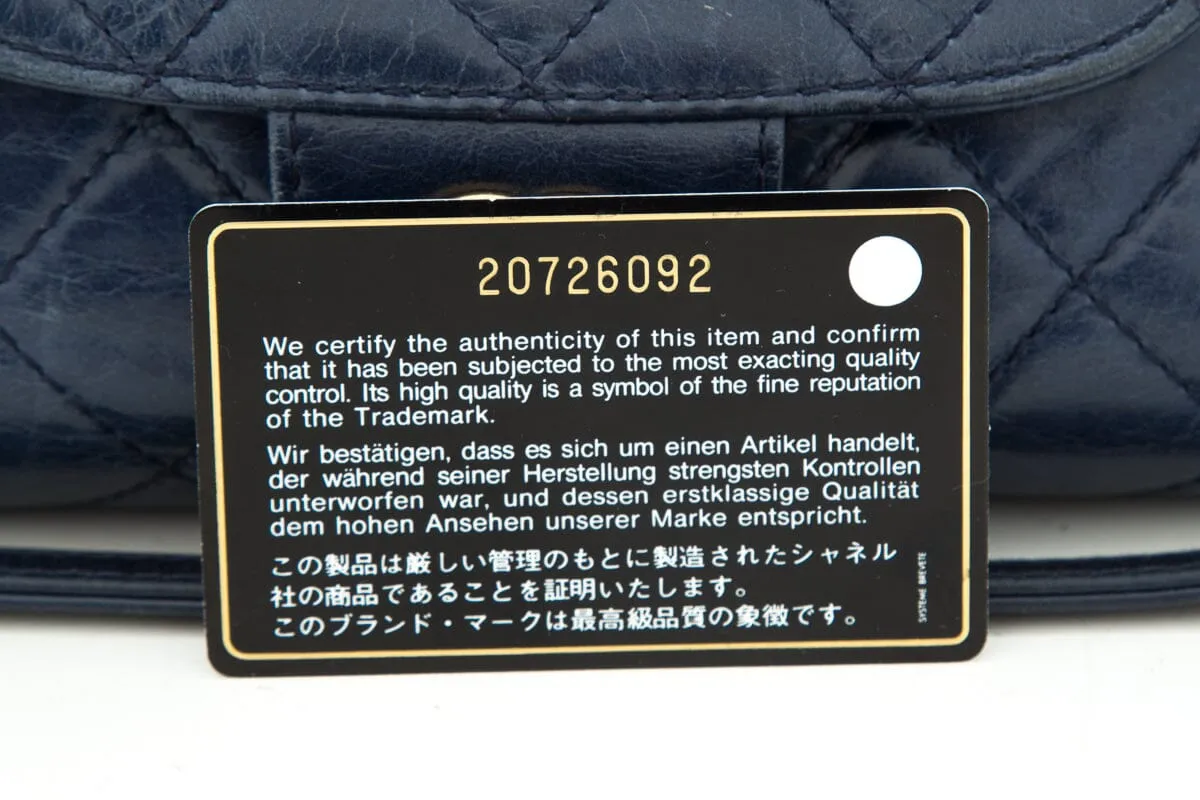 20726092
We certify the authenticity of this item and confirm
that it has been subjected to the most exacting quality
control. Its high quality is a symbol of the fine reputation
of the Trademark.
Wir bestätigen, dass es sich um einen Artikel handelt,
der während seiner Herstellung strengsten Kontrollen
unterworfen war, und dessen erstklassige Qualität
dem hohen Ansehen unserer Marke entspricht.
この製品は厳しい管理のもとに製造されたシャネル
社の商品であることを証明いたします。
このブランド・マークは最高級品質の象徴です。
SYSTEME BREVETE